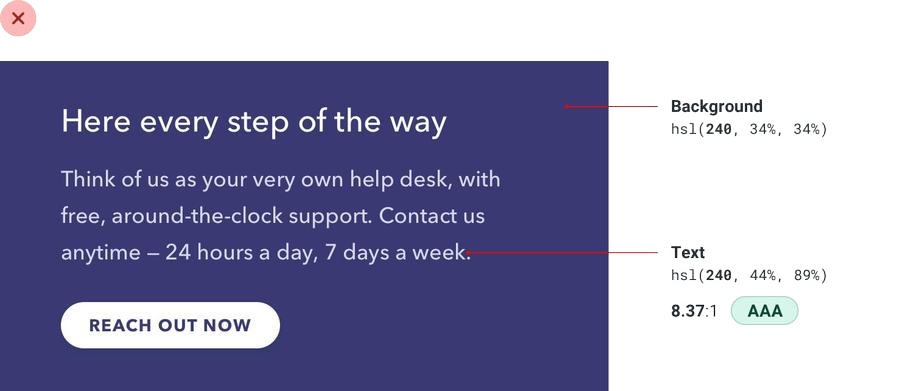 Here every step of the way
Think of us as your very own help desk, with
free, around-the-clock support. Contact us
anytime – 24 hours a day, 7 days a week.
REACH OUT NOW
Background
hsl(240, 34%, 34%)
Text
hsl(240, 44%, 89%)
8.37:1 AAA